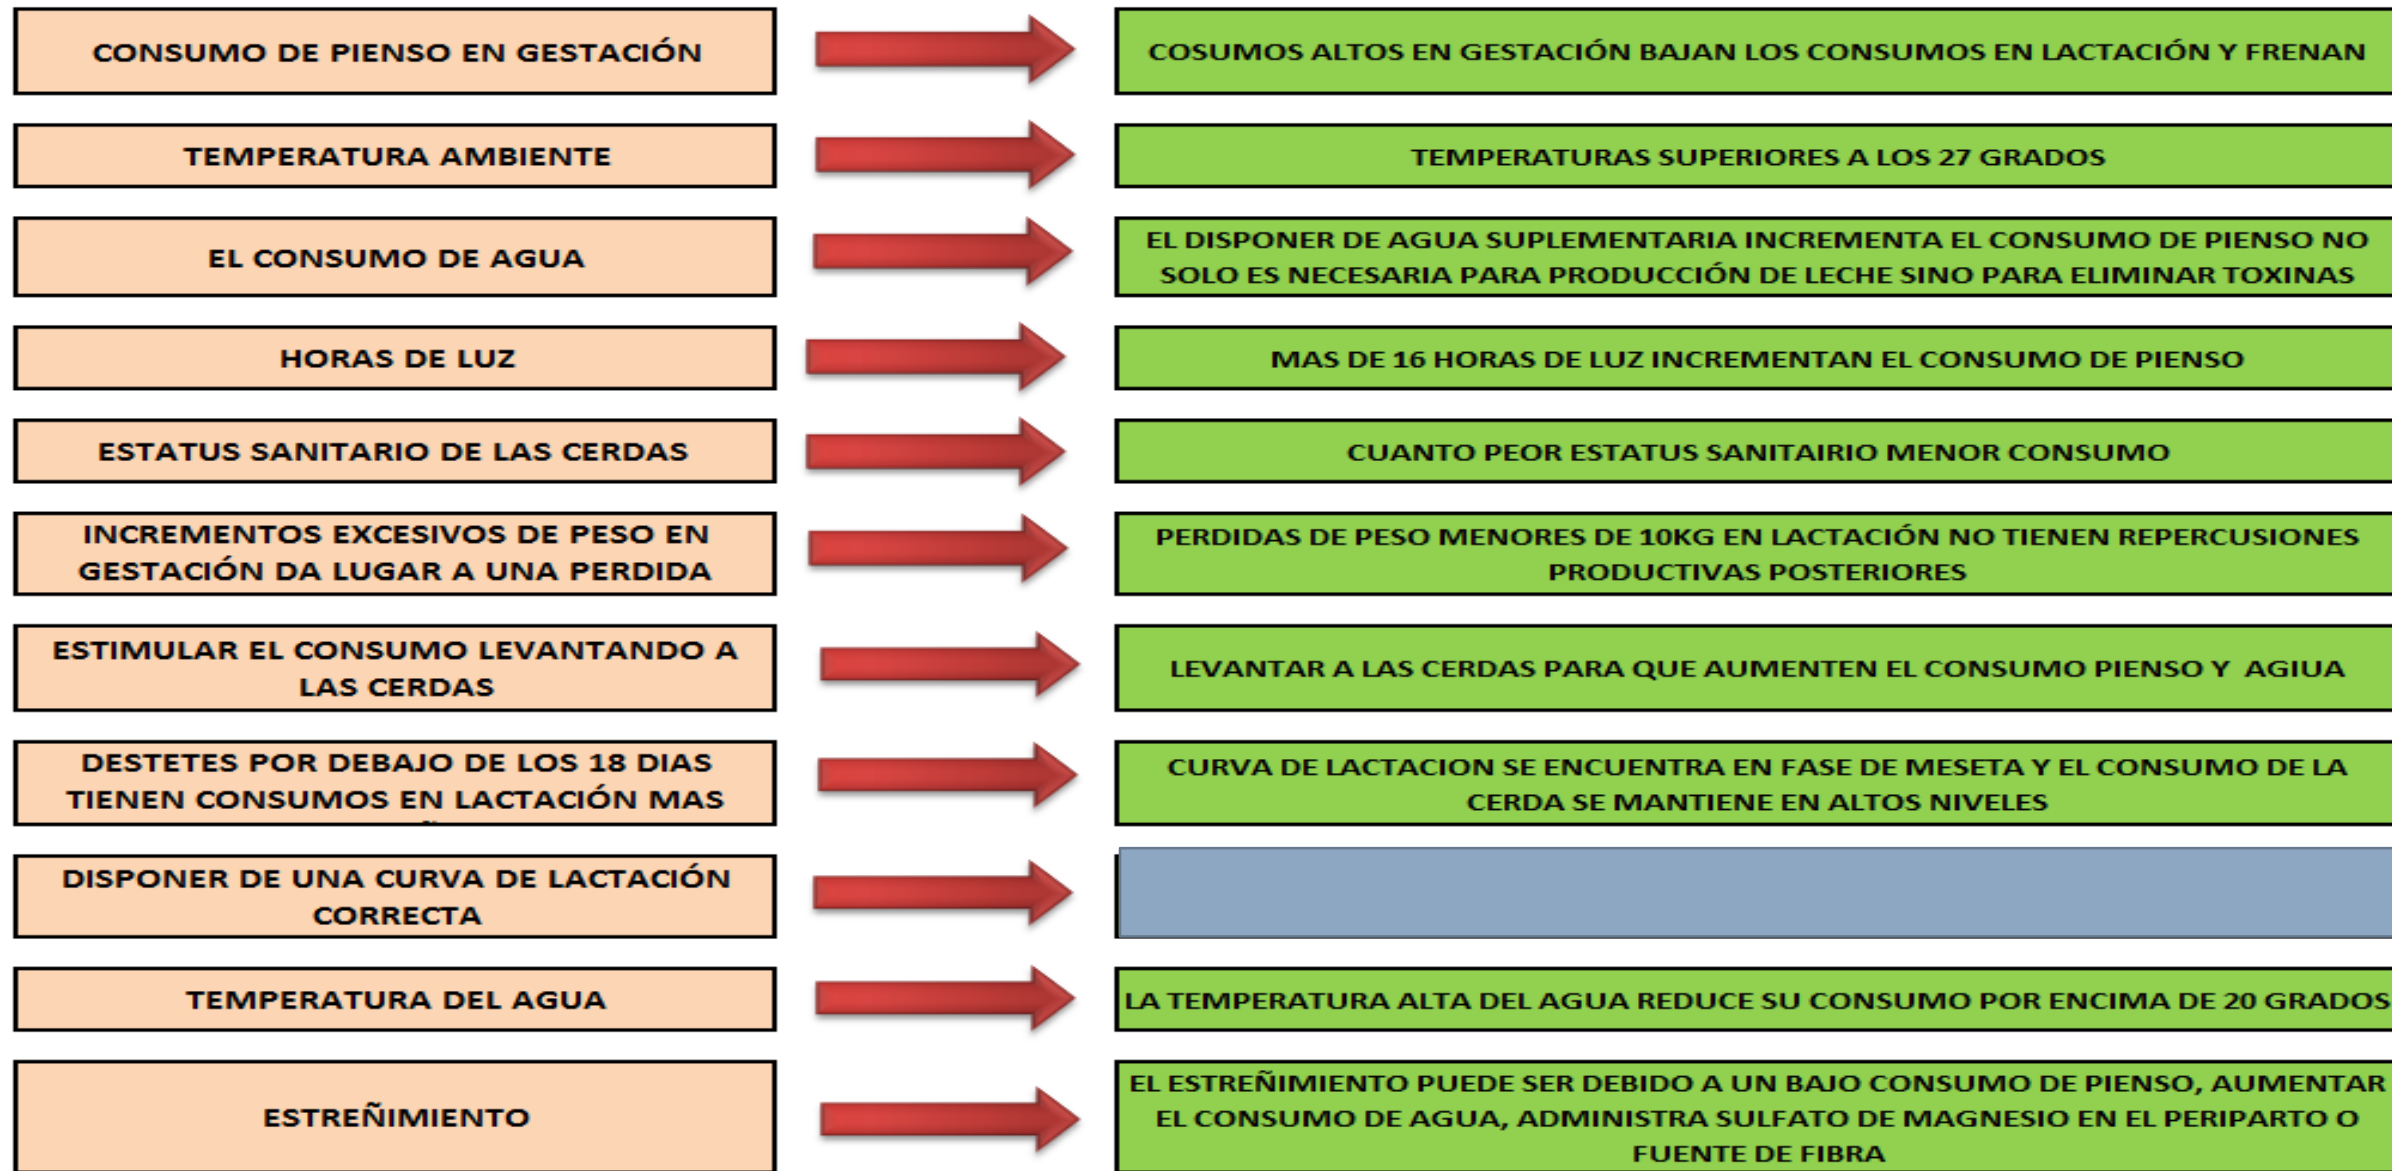 CONSUMO DE PIENSO EN GESTACIÓN
COSUMOS ALTOS EN GESTACIÓN BAJAN LOS CONSUMOS EN LACTACIÓN Y FRENAN
TEMPERATURA AMBIENTE
TEMPERATURAS SUPERIORES A LOS 27 GRADOS
EL CONSUMO DE AGUA
EL DISPONER DE AGUA SUPLEMENTARIA INCREMENTA EL CONSUMO DE PIENSO NO
SOLO ES NECESARIA PARA PRODUCCIÓN DE LECHE SINO PARA ELIMINAR TOXINAS
HORAS DE LUZ
MAS DE 16 HORAS DE LUZ INCREMENTAN EL CONSUMO DE PIENSO
ESTATUS SANITARIO DE LAS CERDAS
CUANTO PEOR ESTATUS SANITAIRIO MENOR CONSUMO
INCREMENTOS EXCESIVOS DE PESO EN
GESTACIÓN DA LUGAR A UNA PERDIDA
PERDIDAS DE PESO MENORES DE 10KG EN LACTACIÓN NO TIENEN REPERCUSIONES
PRODUCTIVAS POSTERIORES
ESTIMULAR EL CONSUMO LEVANTANDO A
LAS CERDAS
LEVANTAR A LAS CERDAS PARA QUE AUMENTEN EL CONSUMO PIENSO Y AGIUA
DESTETES POR DEBAJO DE LOS 18 DIAS
TIENEN CONSUMOS EN LACTACIÓN MAS
CURVA DE LACTACION SE ENCUENTRA EN FASE DE MESETA Y EL CONSUMO DE LA
CERDA SE MANTIENE EN ALTOS NIVELES
DISPONER DE UNA CURVA DE LACTACIÓN
CORRECTA
TEMPERATURA DEL AGUA
LA TEMPERATURA ALTA DEL AGUA REDUCE SU CONSUMO POR ENCIMA DE 20 GRADOS
ESTREÑIMIENTO
EL ESTREÑIMIENTO PUEDE SER DEBIDO A UN BAJO CONSUMO DE PIENSO, AUMENTAR
EL CONSUMO DE AGUA, ADMINISTRA SULFATO DE MAGNESIO EN EL PERIPARTO O
FUENTE DE FIBRA